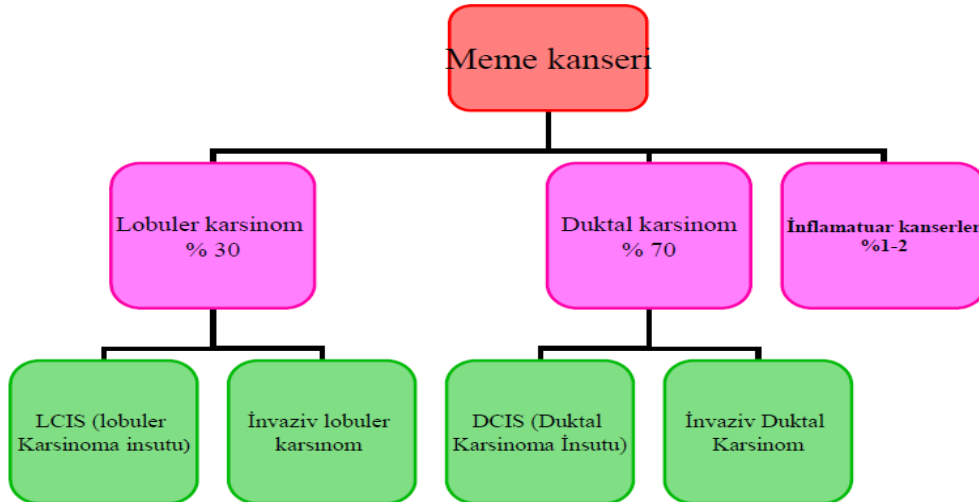 Meme kanseri
Lobuler karsinom
% 30
Duktal karsinom
% 70
İnflamatuar kanserler
%1-2
LCIS (lobuler
Karsinoma insutu)
İnvaziv lobuler
karsınom
DCIS (Duktal
Karsinoma İnsutu)
İnvaziv Duktal
Karsinom